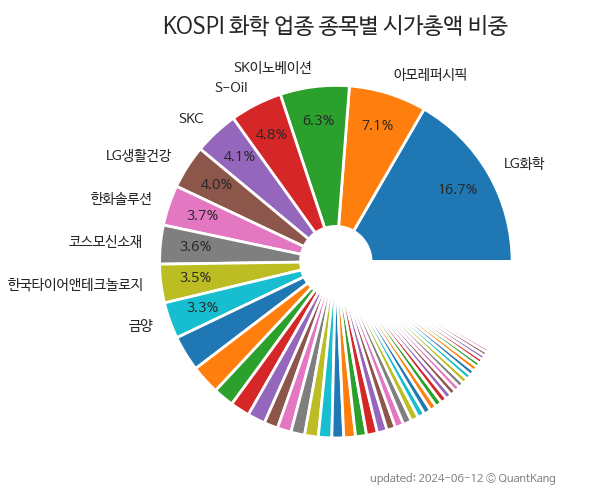 KOSPI 화학 업종 종목별 시가총액 비중
SK이노베이션
아모레퍼시픽
S-Oil
SKC
LG생활건강
LG화학
한화솔루션
코스모신소재
한국타이어앤테크놀로지
금양
16.7%
7.1%
6.3%
4.8%
4.1%
4.0%
3.7%
3.6%
3.5%
3.3%
updated: 2024-06-12 © QuantKang